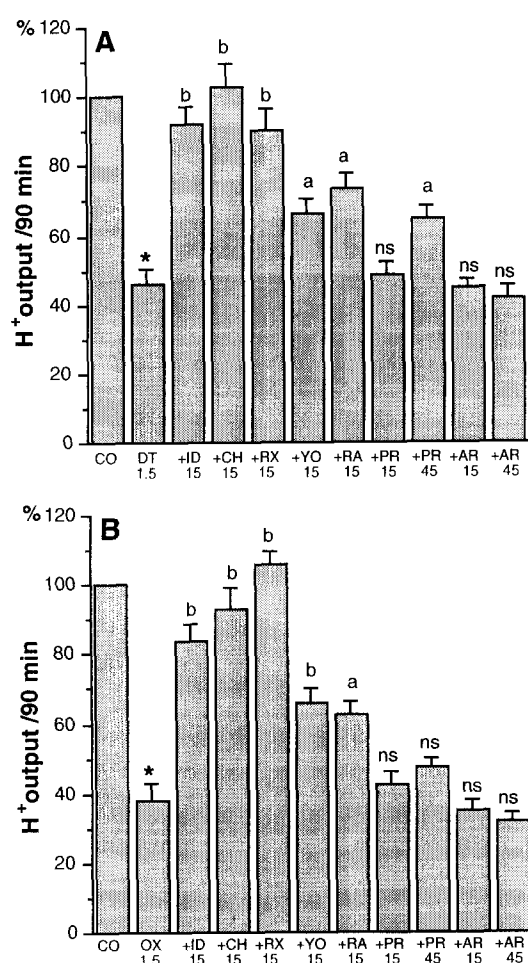 % 120
A
b
b
b
100
a
a
a
80
ns
60
*
ns
ns
40
20
0
H+output /90 min
CO DT +ID +CH +RX +YO +RA +PR +PR +AR +AR
1.5 15 15 15 15 15 15 45 15 45
% 120
B
b
b
b
100
b
a
80
ns
ns
60
*
ns
ns
40
20
0
H+output /90 min
CO OX +ID +CH +RX +YO +RA +PR +PR +AR +AR
1.5 15 15 15 15 15 15 45 15 45